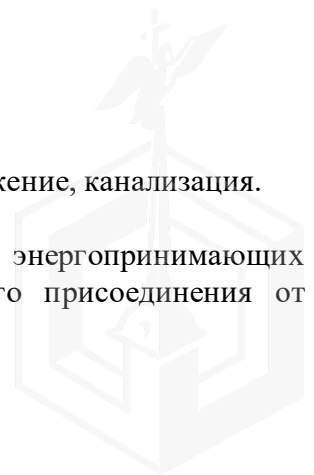 жение, канализация.
энергопринимающих
го присоединения от